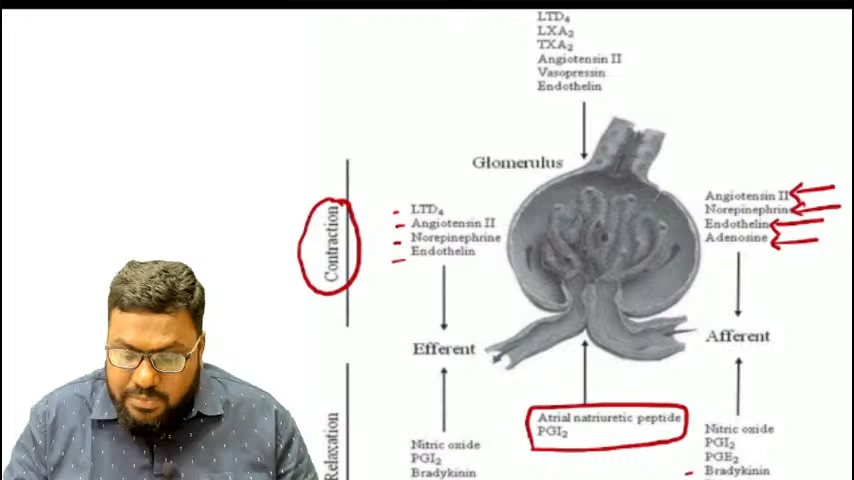 LTD4
LXA2
TXA2
Angiotensin II
Vasopressin
Endothelin
Glomerulus
Contraction
LTD4
Angiotensin II
Norepinephrine
Endothelin
Angiotensin II
Norepinephrine
Endothelin
Adenosine
Efferent
Afferent
Relaxation
Nitric oxide
PGI2
Bradykinin
Atrial natriuretic peptide
PGI2
Nitric oxide
PGI2
PGE2
Bradykinin